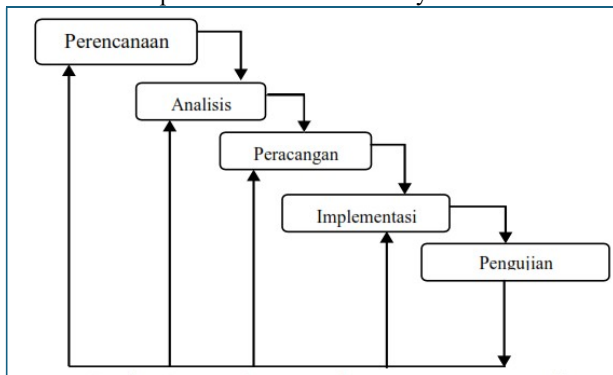 Perencanaan
Analisis
Peracangan
Implementasi
Pengujian